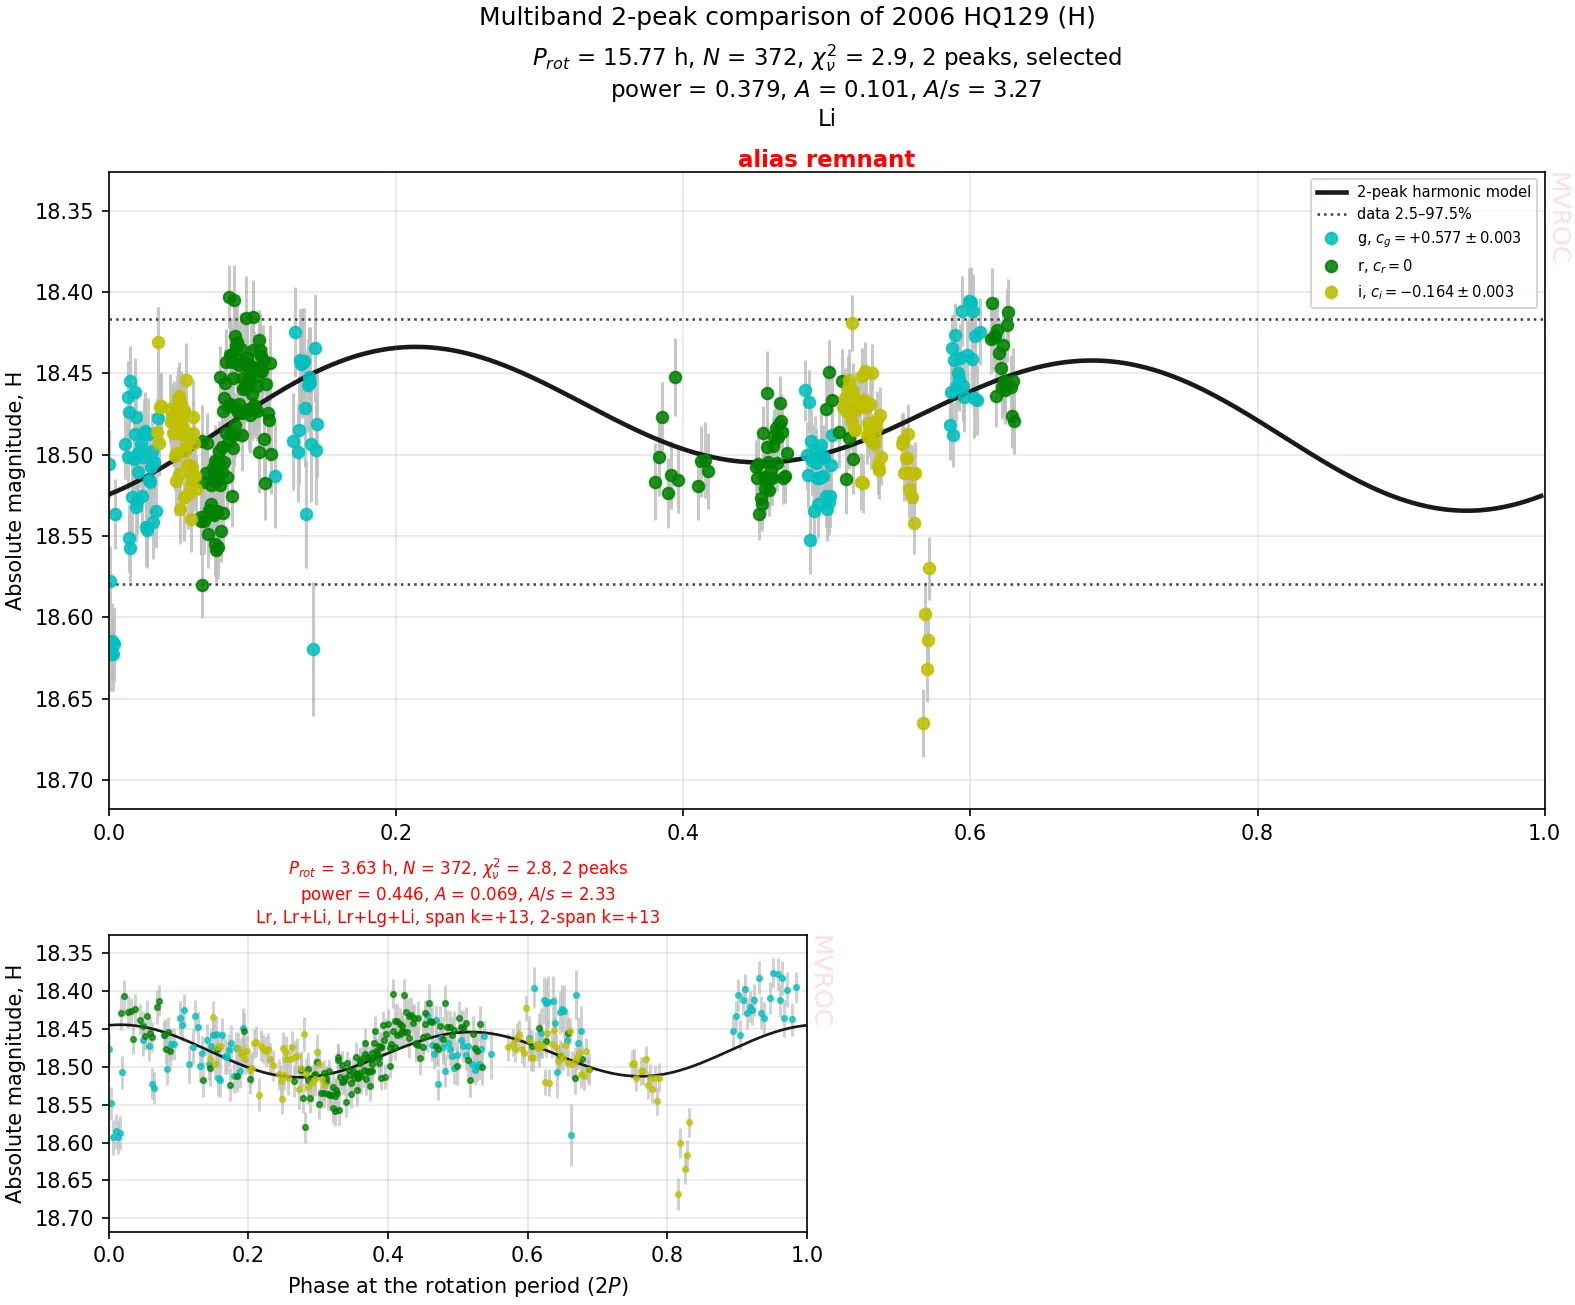 Multiband 2-peak comparison of 2006 HQ129 (H)
P_rot = 15.77 h, N = 372, χ²_ν = 2.9, 2 peaks, selected
power = 0.379, A = 0.101, A/s = 3.27
Li
alias remnant
2-peak harmonic model
data 2.5–97.5%
g, c_g = +0.577 ± 0.003
r, c_r = 0
i, c_i = −0.164 ± 0.003
MVROC
Absolute magnitude, H
18.35
18.40
18.45
18.50
18.55
18.60
18.65
18.70
0.0 0.2 0.4 0.6 0.8 1.0
P_rot = 3.63 h, N = 372, χ²_ν = 2.8, 2 peaks
power = 0.446, A = 0.069, A/s = 2.33
Lr, Lr+Li, Lr+Lg+Li, span k=+13, 2-span k=+13
MVROC
Absolute magnitude, H
18.35
18.40
18.45
18.50
18.55
18.60
18.65
18.70
0.0 0.2 0.4 0.6 0.8 1.0
Phase at the rotation period (2P)